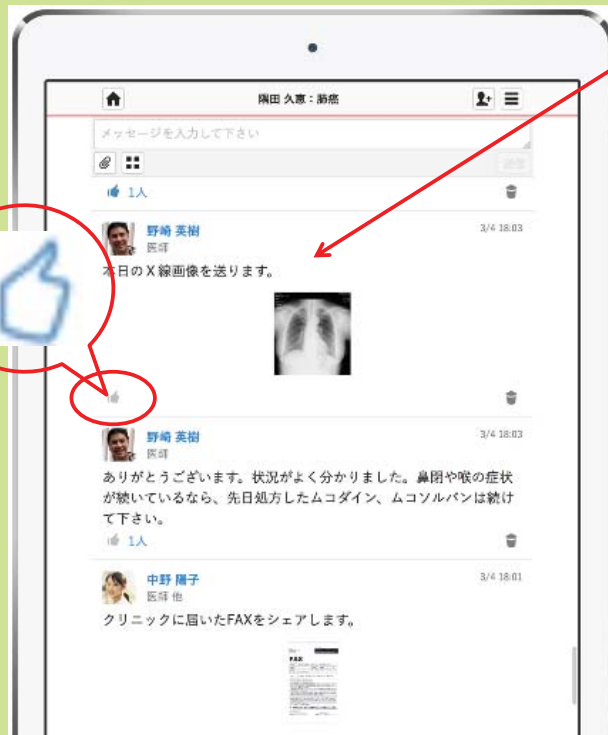 隅田 久恵:肺癌
メッセージを入力して下さい
送信
1人
野崎 英樹
3/4 18:03
医師
本日のX線画像を送ります。
野崎 英樹
3/4 18:03
医師
ありがとうございます。状況がよく分かりました。鼻閉や喉の症状
が続いているなら、先日処方したムコダイン、ムコソルバンは続け
て下さい。
1人
中野 陽子
3/4 18:01
医師 他
クリニックに届いたFAXをシェアします。
FAX